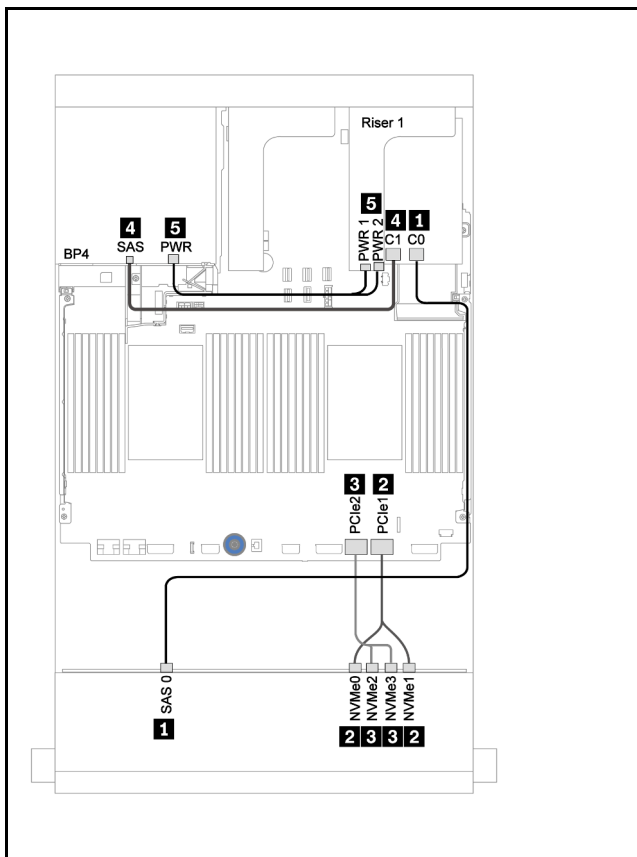 Riser 1
4 5
SAS PWR
BP4
5
PWR 1
PWR 2
4 1
C1 C0
3 2
PCIe2
PCIe1
SAS 0
1
NVMe0
NVMe2
NVMe3
NVMe1
2 3 3 2